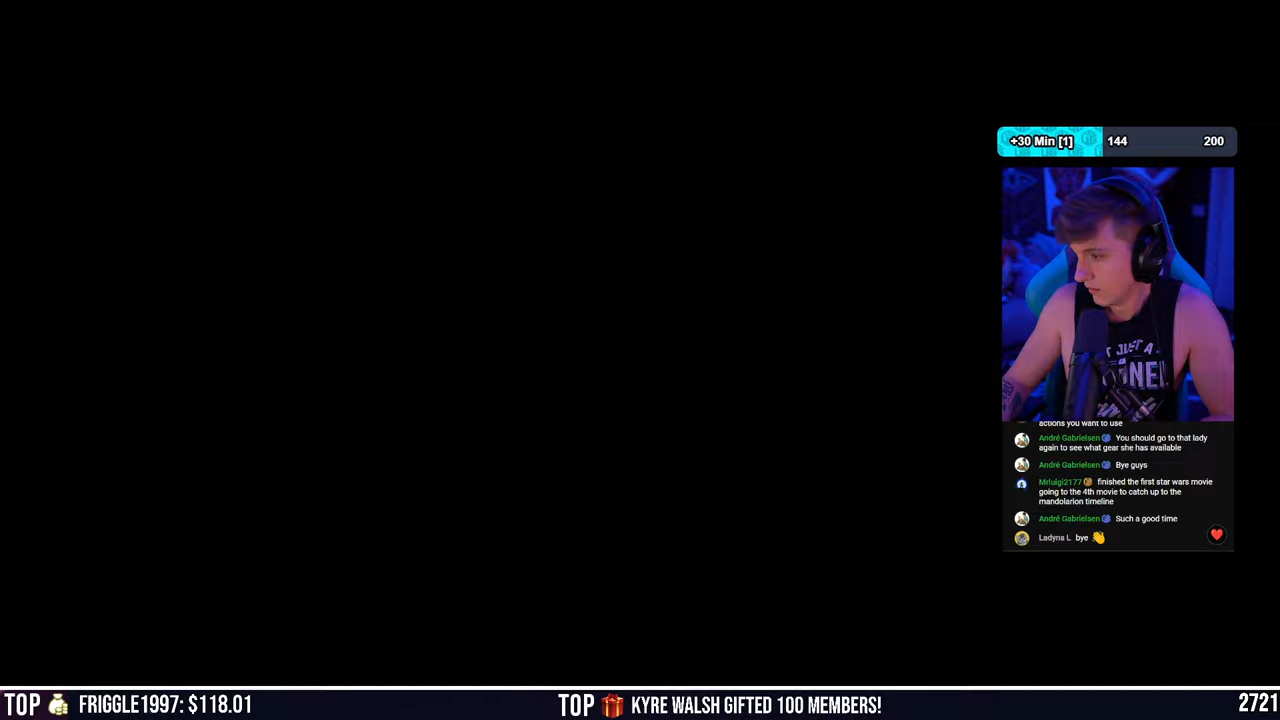 +30 Min [1] 144 200
actions you want to use
André Gabrielsen You should go to that lady
again to see what gear she has available
André Gabrielsen Bye guys
Mrluigi2177 finished the first star wars movie
going to the 4th movie to catch up to the
mandolarion timeline
André Gabrielsen Such a good time
Ladyna L bye
TOP FRIGGLE1997: $118.01
TOP KYRE WALSH GIFTED 100 MEMBERS!
2721